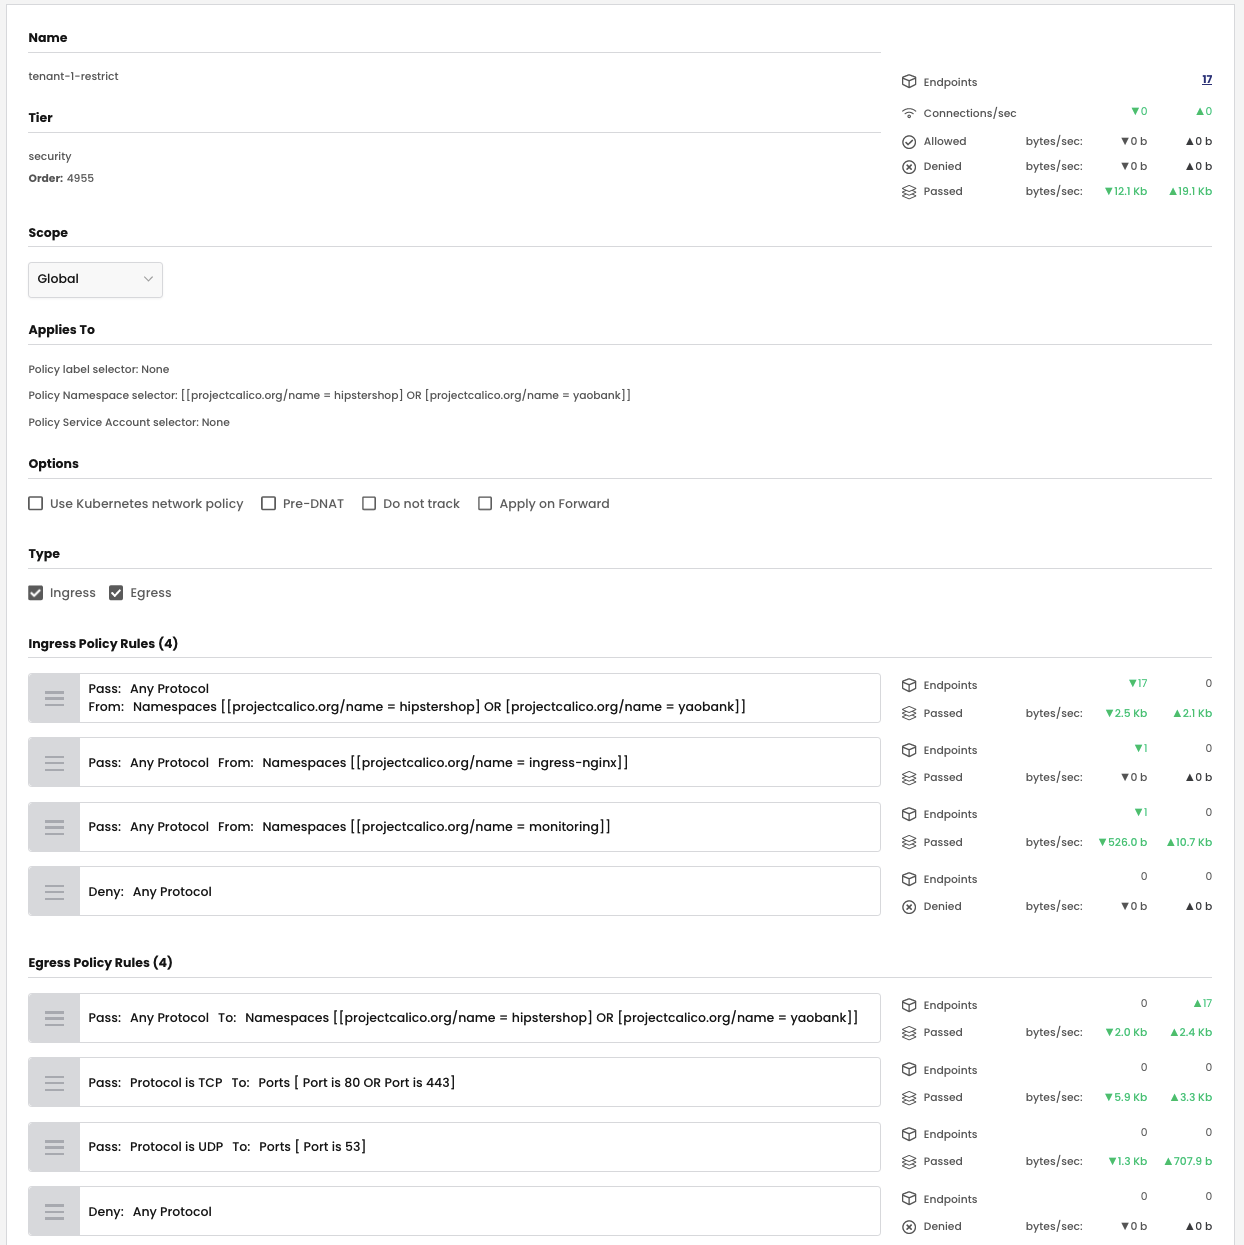 Name
tenant-1-restrict
Endpoints 17
Tier
Connections/sec ▼0 ▲0
Allowed bytes/sec: ▼0 b ▲0 b
security
Denied bytes/sec: ▼0 b ▲0 b
Order: 4955
Passed bytes/sec: ▼12.1 Kb ▲19.1 Kb
Scope
Global
Applies To
Policy label selector: None
Policy Namespace selector: [[projectcalico.org/name = hipstershop] OR [projectcalico.org/name = yaobank]]
Policy Service Account selector: None
Options
Use Kubernetes network policy Pre-DNAT Do not track Apply on Forward
Type
Ingress Egress
Ingress Policy Rules (4)
Pass: Any Protocol
From: Namespaces [[projectcalico.org/name = hipstershop] OR [projectcalico.org/name = yaobank]]
Endpoints ▼17 0
Passed bytes/sec: ▼2.5 Kb ▲2.1 Kb
Pass: Any Protocol From: Namespaces [[projectcalico.org/name = ingress-nginx]]
Endpoints ▼1 0
Passed bytes/sec: ▼0 b ▲0 b
Pass: Any Protocol From: Namespaces [[projectcalico.org/name = monitoring]]
Endpoints ▼1 0
Passed bytes/sec: ▼526.0 b ▲10.7 Kb
Deny: Any Protocol
Endpoints 0 0
Denied bytes/sec: ▼0 b ▲0 b
Egress Policy Rules (4)
Pass: Any Protocol To: Namespaces [[projectcalico.org/name = hipstershop] OR [projectcalico.org/name = yaobank]]
Endpoints 0 ▲17
Passed bytes/sec: ▼2.0 Kb ▲2.4 Kb
Pass: Protocol is TCP To: Ports [ Port is 80 OR Port is 443]
Endpoints 0 0
Passed bytes/sec: ▼5.9 Kb ▲3.3 Kb
Pass: Protocol is UDP To: Ports [ Port is 53]
Endpoints 0 0
Passed bytes/sec: ▼1.3 Kb ▲707.9 b
Deny: Any Protocol
Endpoints 0 0
Denied bytes/sec: ▼0 b ▲0 b